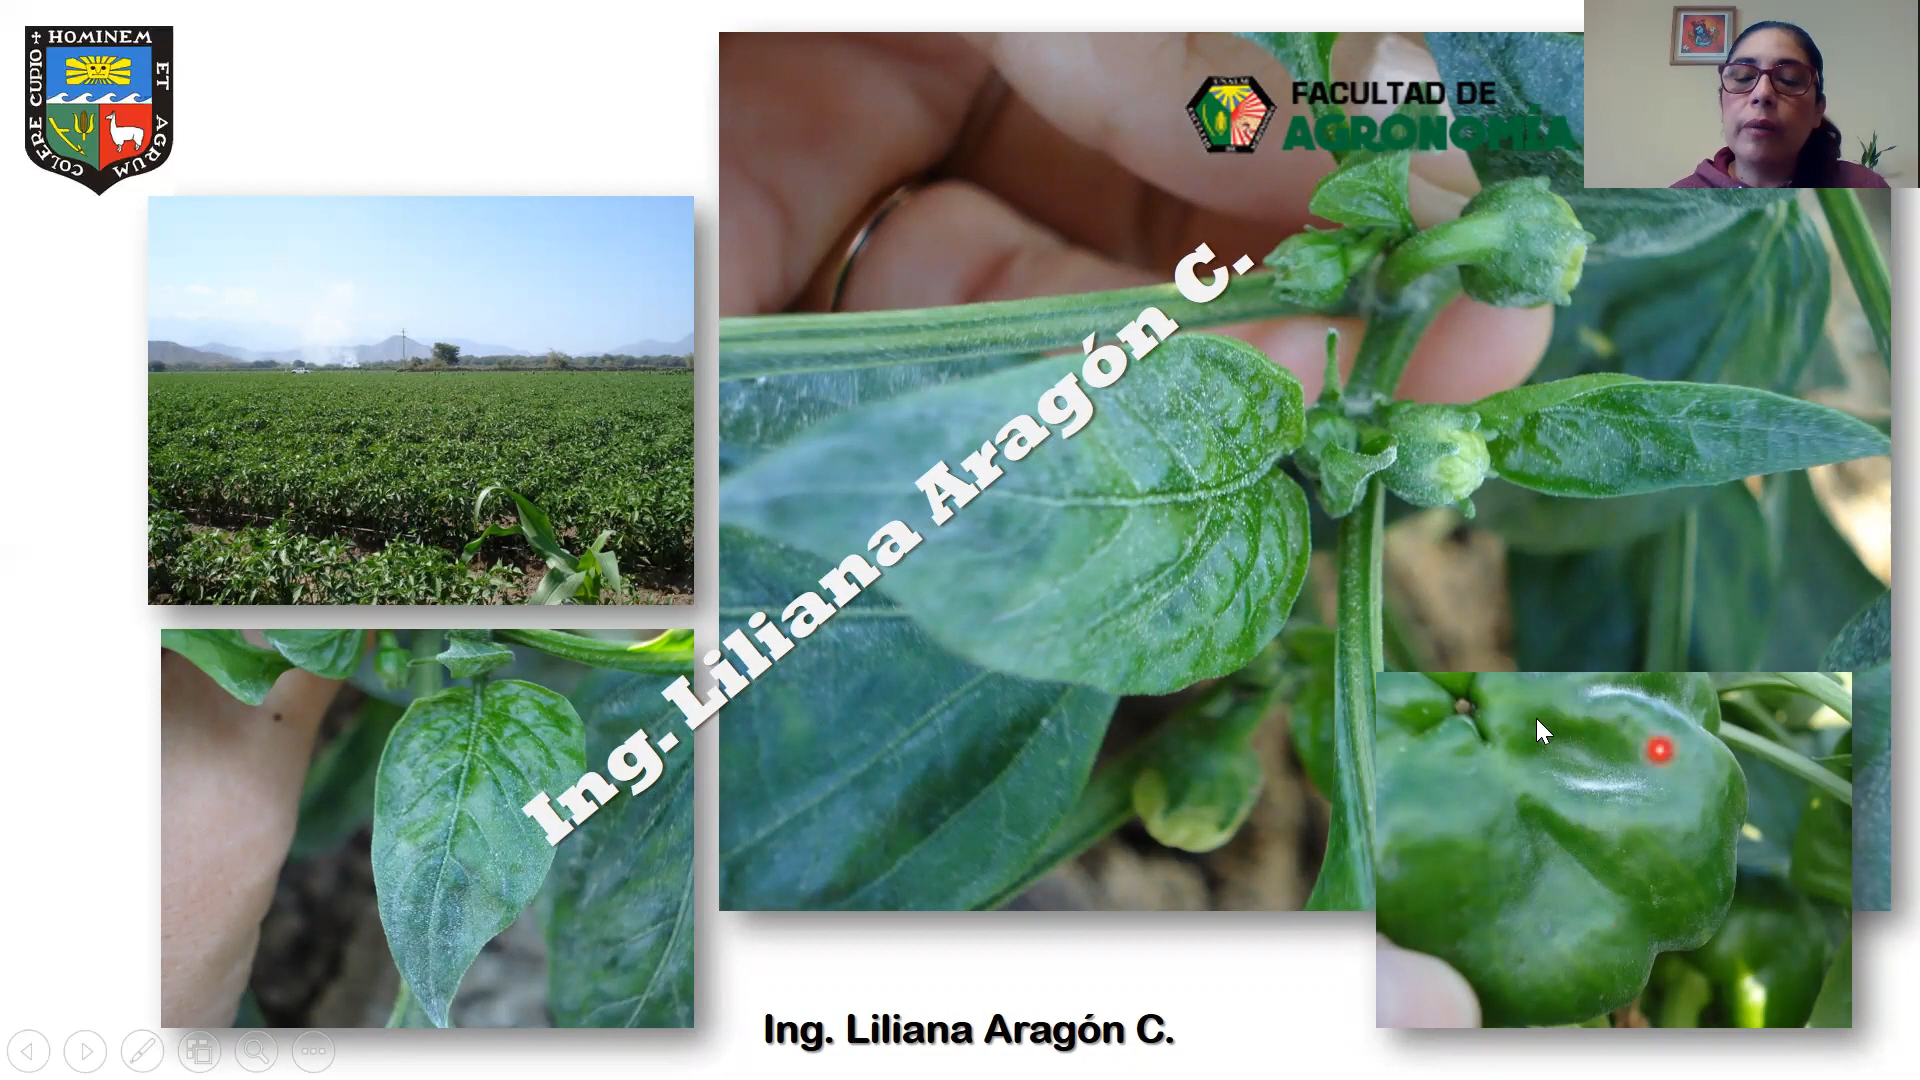 HOMINEM
ET
AGRUM
COLERE CUPIO
FACULTAD DE
AGRONOMÍA
Ing. Liliana Aragón C.
Ing. Liliana Aragón C.